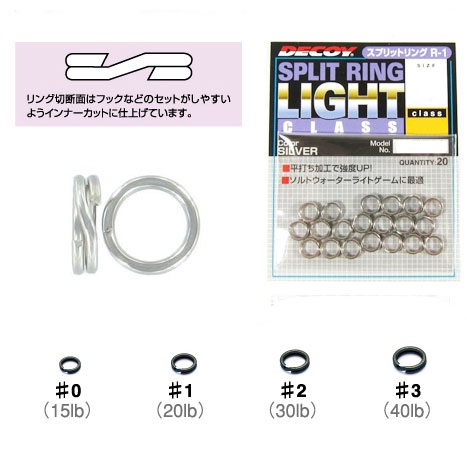 リング切断面はフックなどのセットがしやすい
ようインナーカットに仕上げています。
DECOY スプリットリング R-1
SIZE
SPLIT RING
LIGHT
class
CLASS
Color
SILVER
Model No.
QUANTITY:20
■平打ち加工で強度UP!
■ソルトウォーターライトゲームに最適
♯0
(15lb)
♯1
(20lb)
♯2
(30lb)
♯3
(40lb)